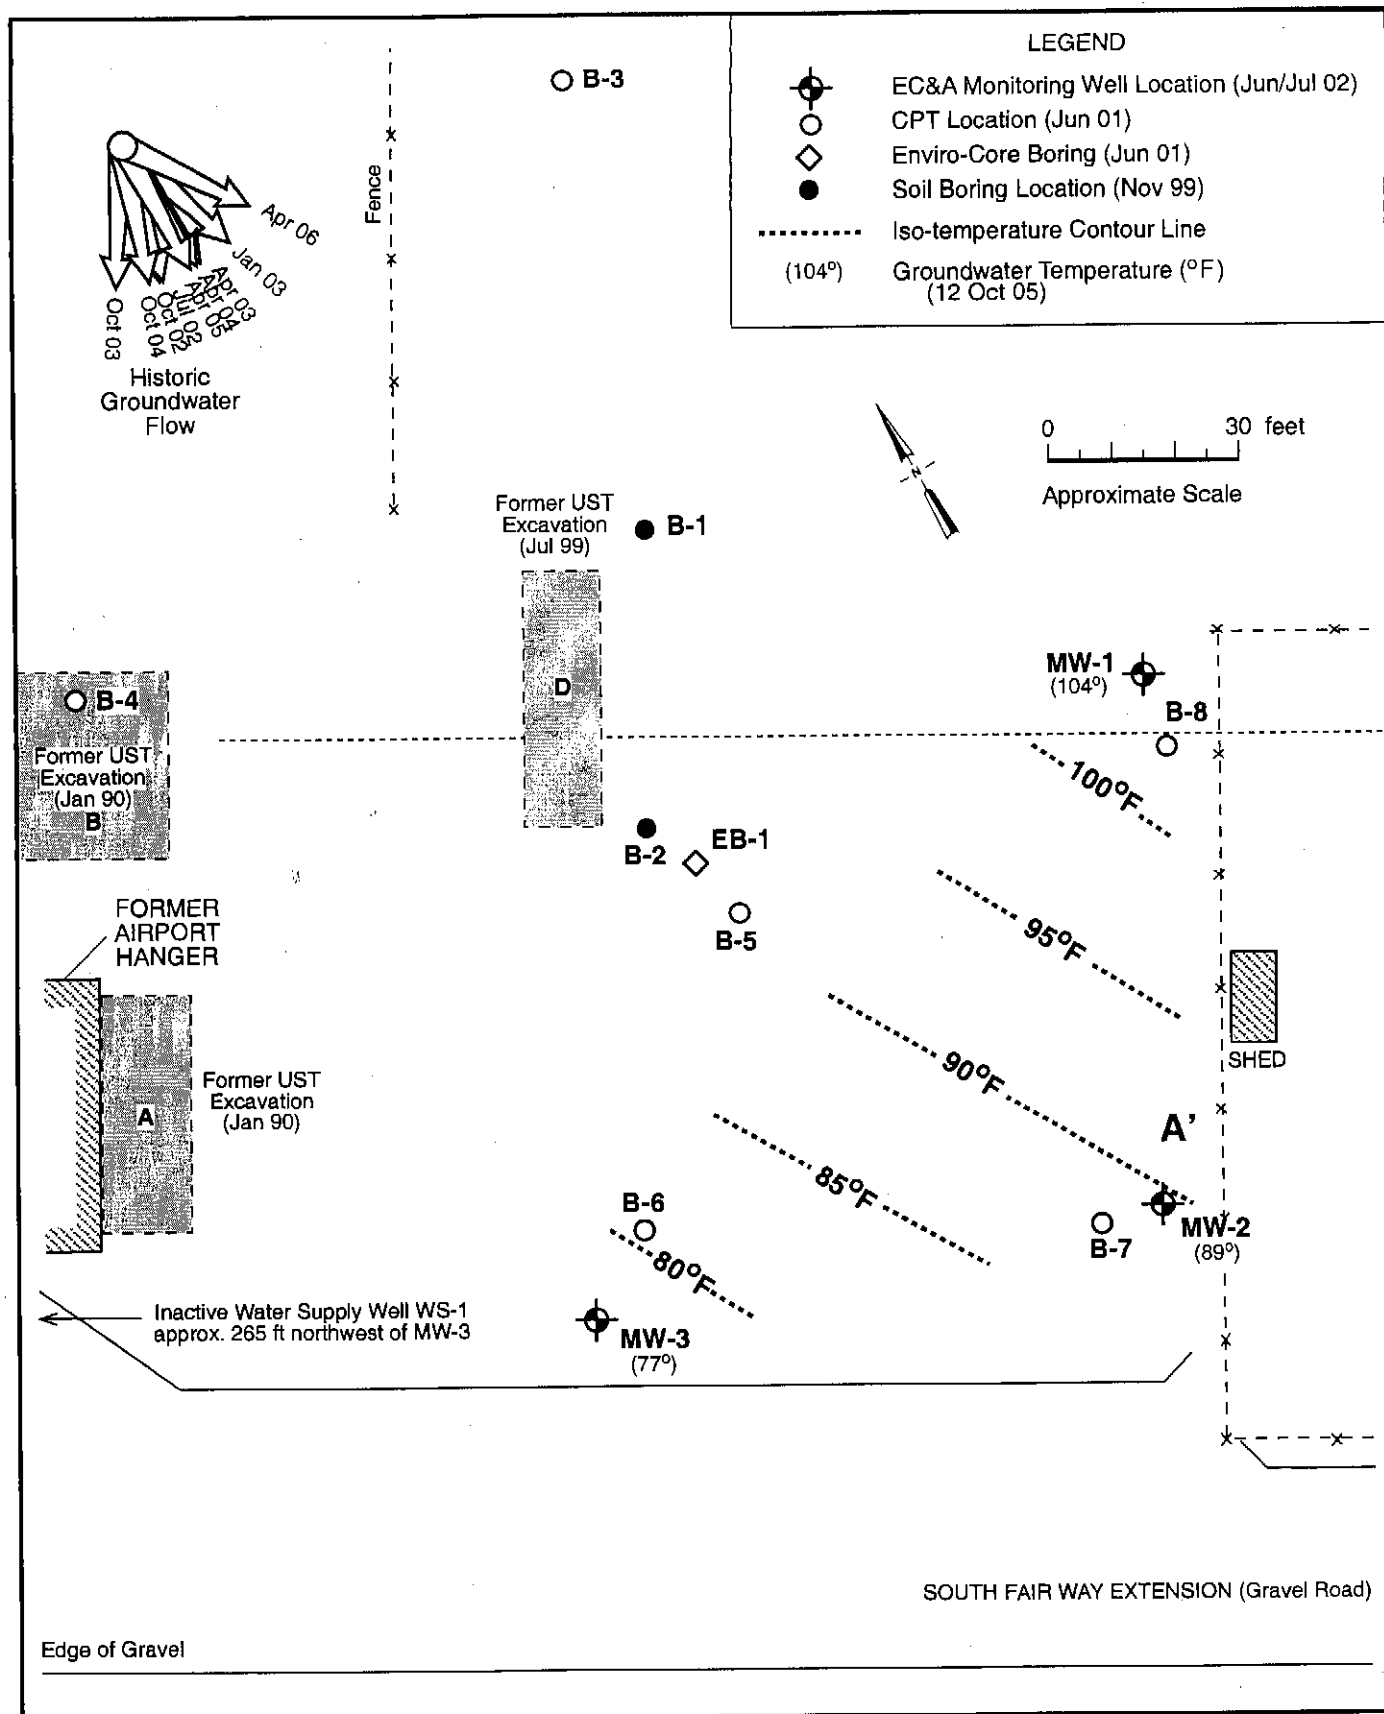 LEGEND
EC&A Monitoring Well Location (Jun/Jul 02)
CPT Location (Jun 01)
Enviro-Core Boring (Jun 01)
Soil Boring Location (Nov 99)
Iso-temperature Contour Line
(104°) Groundwater Temperature (°F)
(12 Oct 05)
B-3
Fence
Apr 06
Jan 03
Apr 03
Apr 04
Apr 05
Jul 02
Oct 02
Oct 04
Oct 03
Historic
Groundwater
Flow
N
0 30 feet
Approximate Scale
Former UST
Excavation
(Jul 99)
B-1
D
MW-1
(104°)
B-8
B-4
Former UST
Excavation
(Jan 90)
B
100°F
B-2
EB-1
B-5
95°F
FORMER
AIRPORT
HANGER
SHED
90°F
Former UST
Excavation
(Jan 90)
A
A'
85°F
B-6
80°F
B-7
MW-2
(89°)
Inactive Water Supply Well WS-1
approx. 265 ft northwest of MW-3
MW-3
(77°)
SOUTH FAIR WAY EXTENSION (Gravel Road)
Edge of Gravel